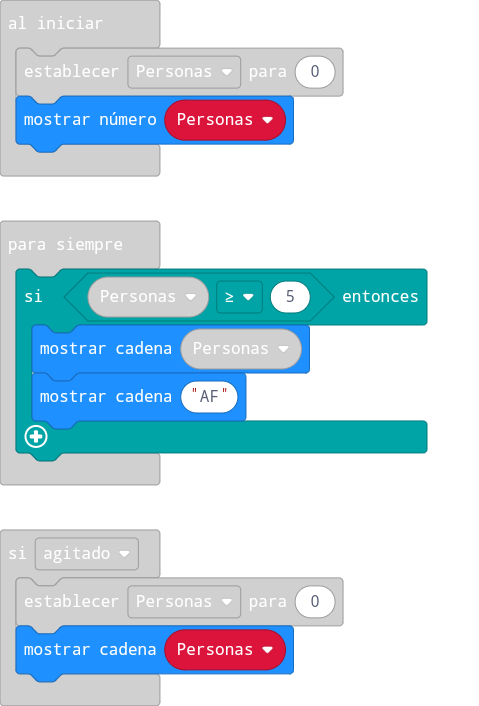 al iniciar
establecer Personas para 0
mostrar número Personas
para siempre
si Personas ≥ 5 entonces
mostrar cadena Personas
mostrar cadena "AF"
si agitado
establecer Personas para 0
mostrar cadena Personas